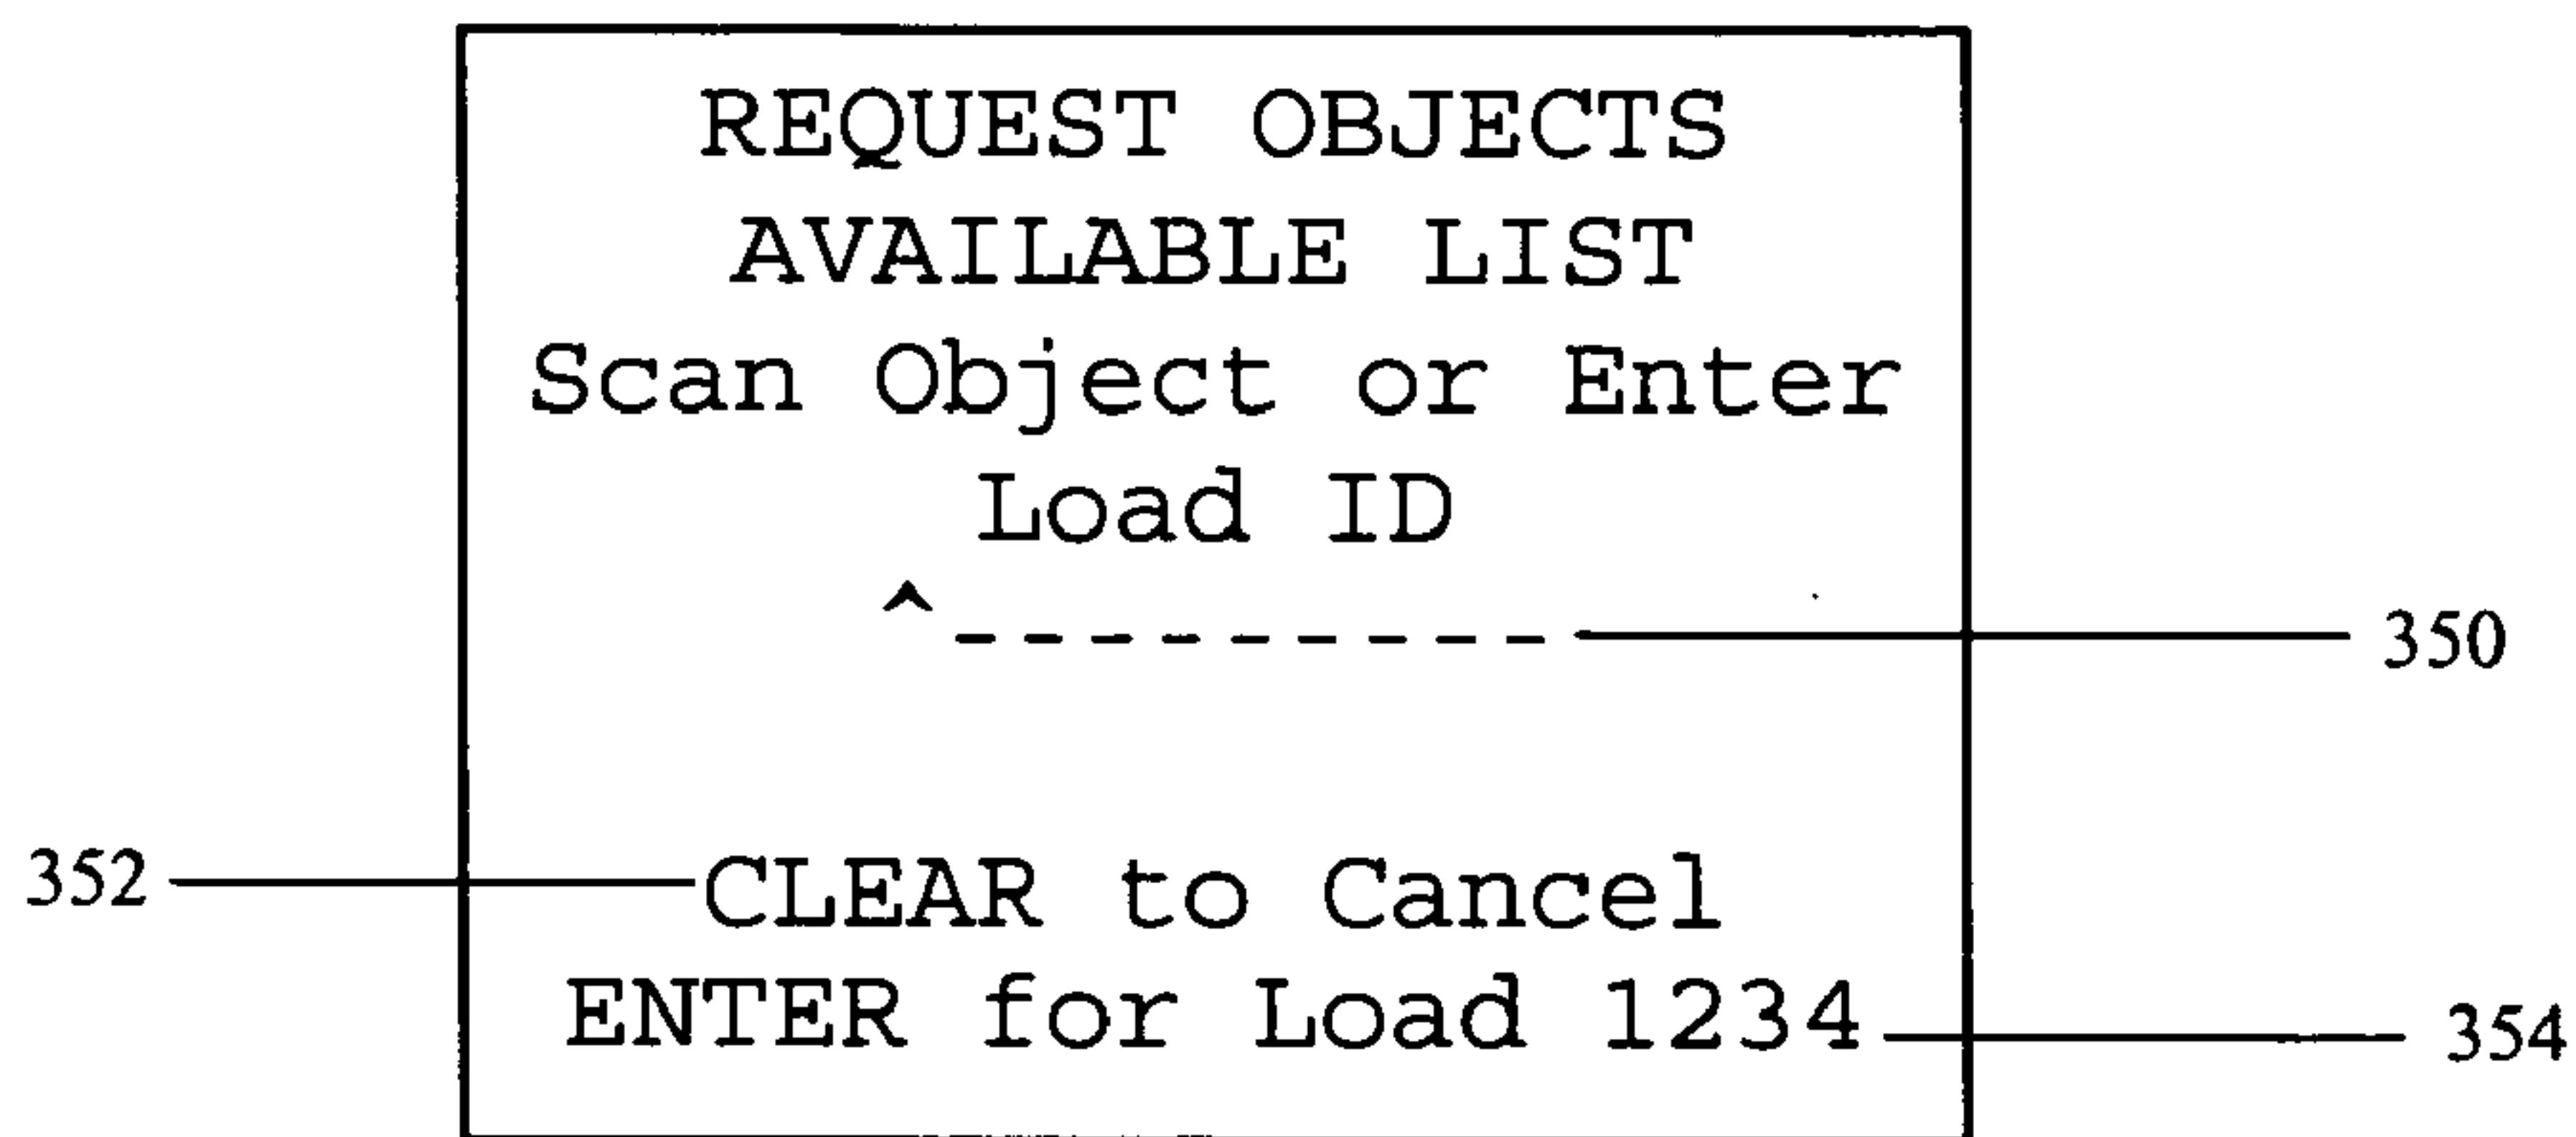 REQUEST OBJECTS
AVAILABLE LIST
Scan Object or Enter
Load ID
^ - - - - - - - - - 350
352 CLEAR to Cancel
ENTER for Load 1234 354